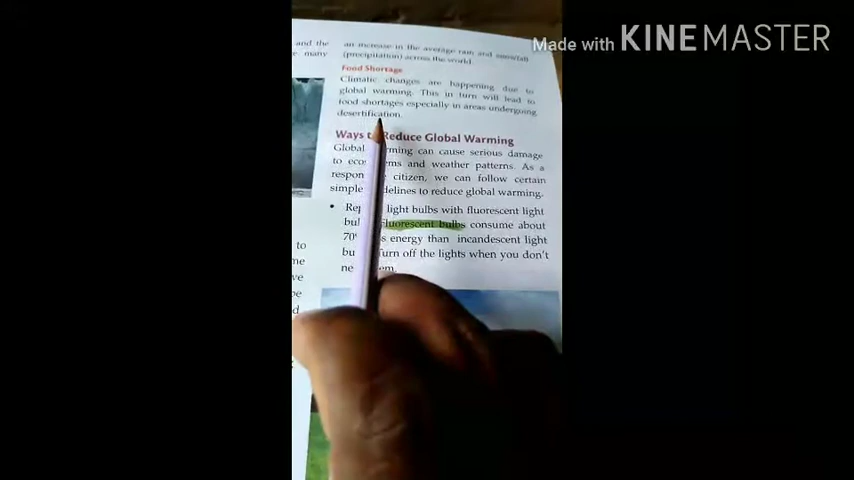 Made with KINEMASTER
and the
many
an increase in the average rain and snowfall
(precipitation) across the world.
Food Shortage
Climatic changes are happening due to
global warming. This in turn will lead to
food shortages especially in areas undergoing
desertification.
Ways Reduce Global Warming
Global can cause serious damage
to and weather patterns. As a
citizen, we can follow certain
simple to reduce global warming.
• light bulbs with fluorescent light
Fluorescent bulbs consume about
energy than incandescent light
Turn off the lights when you don't
to